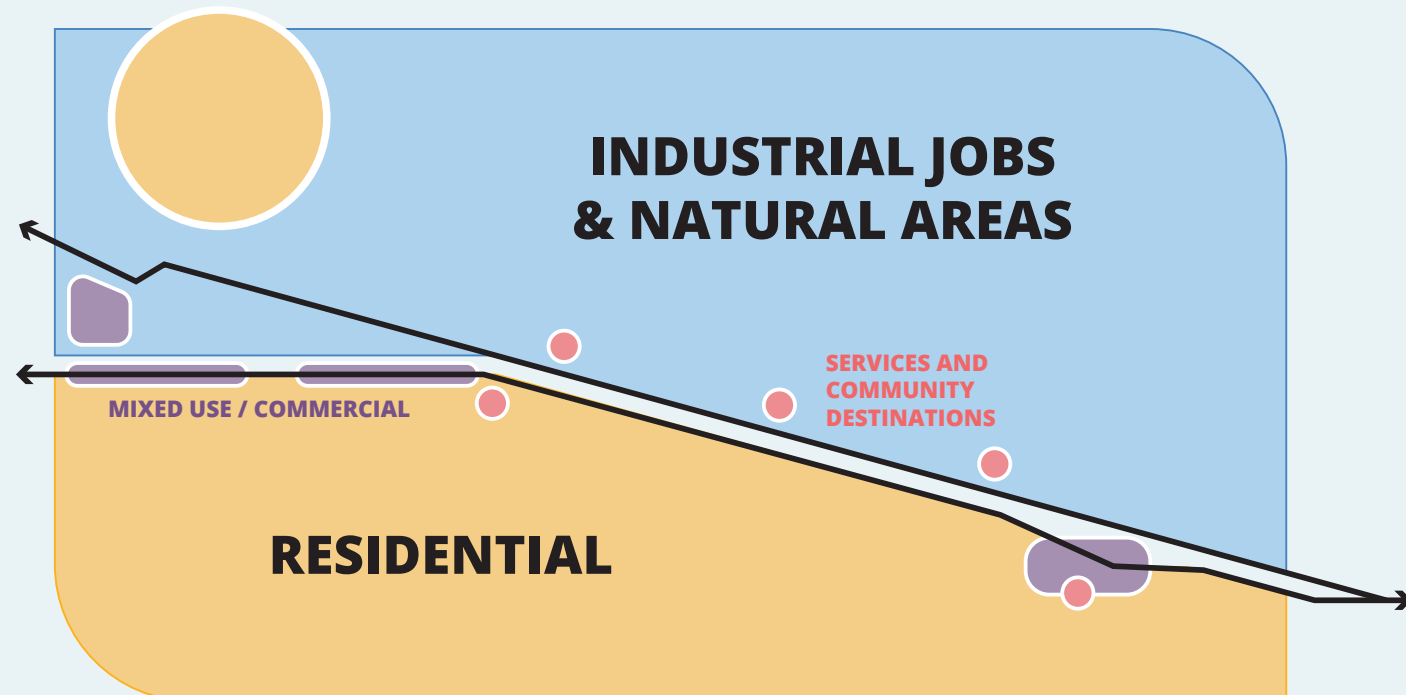 INDUSTRIAL JOBS
& NATURAL AREAS
SERVICES AND
COMMUNITY
DESTINATIONS
MIXED USE / COMMERCIAL
RESIDENTIAL